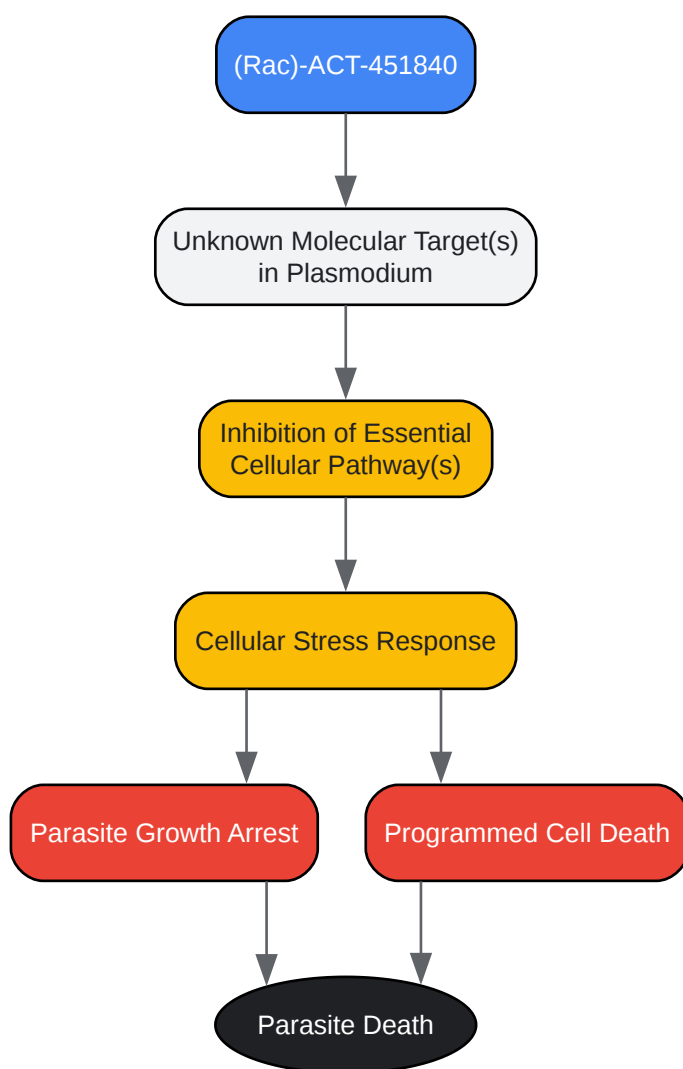 (Rac)-ACT-451840
Unknown Molecular Target(s)
in Plasmodium
Inhibition of Essential
Cellular Pathway(s)
Cellular Stress Response
Parasite Growth Arrest
Programmed Cell Death
Parasite Death